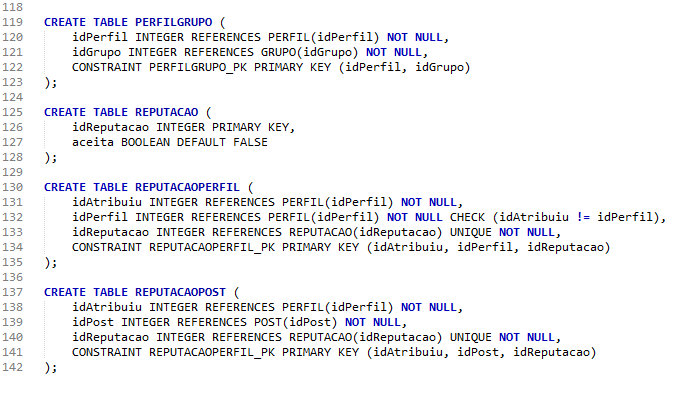 118
119 CREATE TABLE PERFILGRUPO (
120     idPerfil INTEGER REFERENCES PERFIL(idPerfil) NOT NULL,
121     idGrupo INTEGER REFERENCES GRUPO(idGrupo) NOT NULL,
122     CONSTRAINT PERFILGRUPO_PK PRIMARY KEY (idPerfil, idGrupo)
123 );
124
125 CREATE TABLE REPUTACAO (
126     idReputacao INTEGER PRIMARY KEY,
127     aceita BOOLEAN DEFAULT FALSE
128 );
129
130 CREATE TABLE REPUTACAOPERFIL (
131     idAtribuiu INTEGER REFERENCES PERFIL(idPerfil) NOT NULL,
132     idPerfil INTEGER REFERENCES PERFIL(idPerfil) NOT NULL CHECK (idAtribuiu != idPerfil),
133     idReputacao INTEGER REFERENCES REPUTACAO(idReputacao) UNIQUE NOT NULL,
134     CONSTRAINT REPUTACAOPERFIL_PK PRIMARY KEY (idAtribuiu, idPerfil, idReputacao)
135 );
136
137 CREATE TABLE REPUTACAOPOST (
138     idAtribuiu INTEGER REFERENCES PERFIL(idPerfil) NOT NULL,
139     idPost INTEGER REFERENCES POST(idPost) NOT NULL,
140     idReputacao INTEGER REFERENCES REPUTACAO(idReputacao) UNIQUE NOT NULL,
141     CONSTRAINT REPUTACAOPERFIL_PK PRIMARY KEY (idAtribuiu, idPost, idReputacao)
142 );